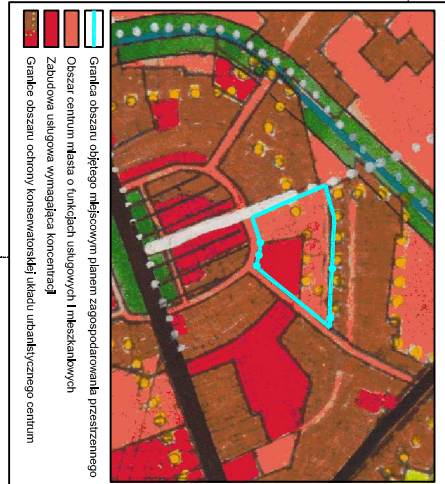 Granica obszaru objętego miejscowym planem zagospodarowania przestrzennego
Obszar centrum miasta o funkcjach usługowych i mieszkaniowych
Zabudowa usługowa wymagająca koncentracji
Granica obszaru ochrony konserwatorskiej układu urbanistycznego centrum